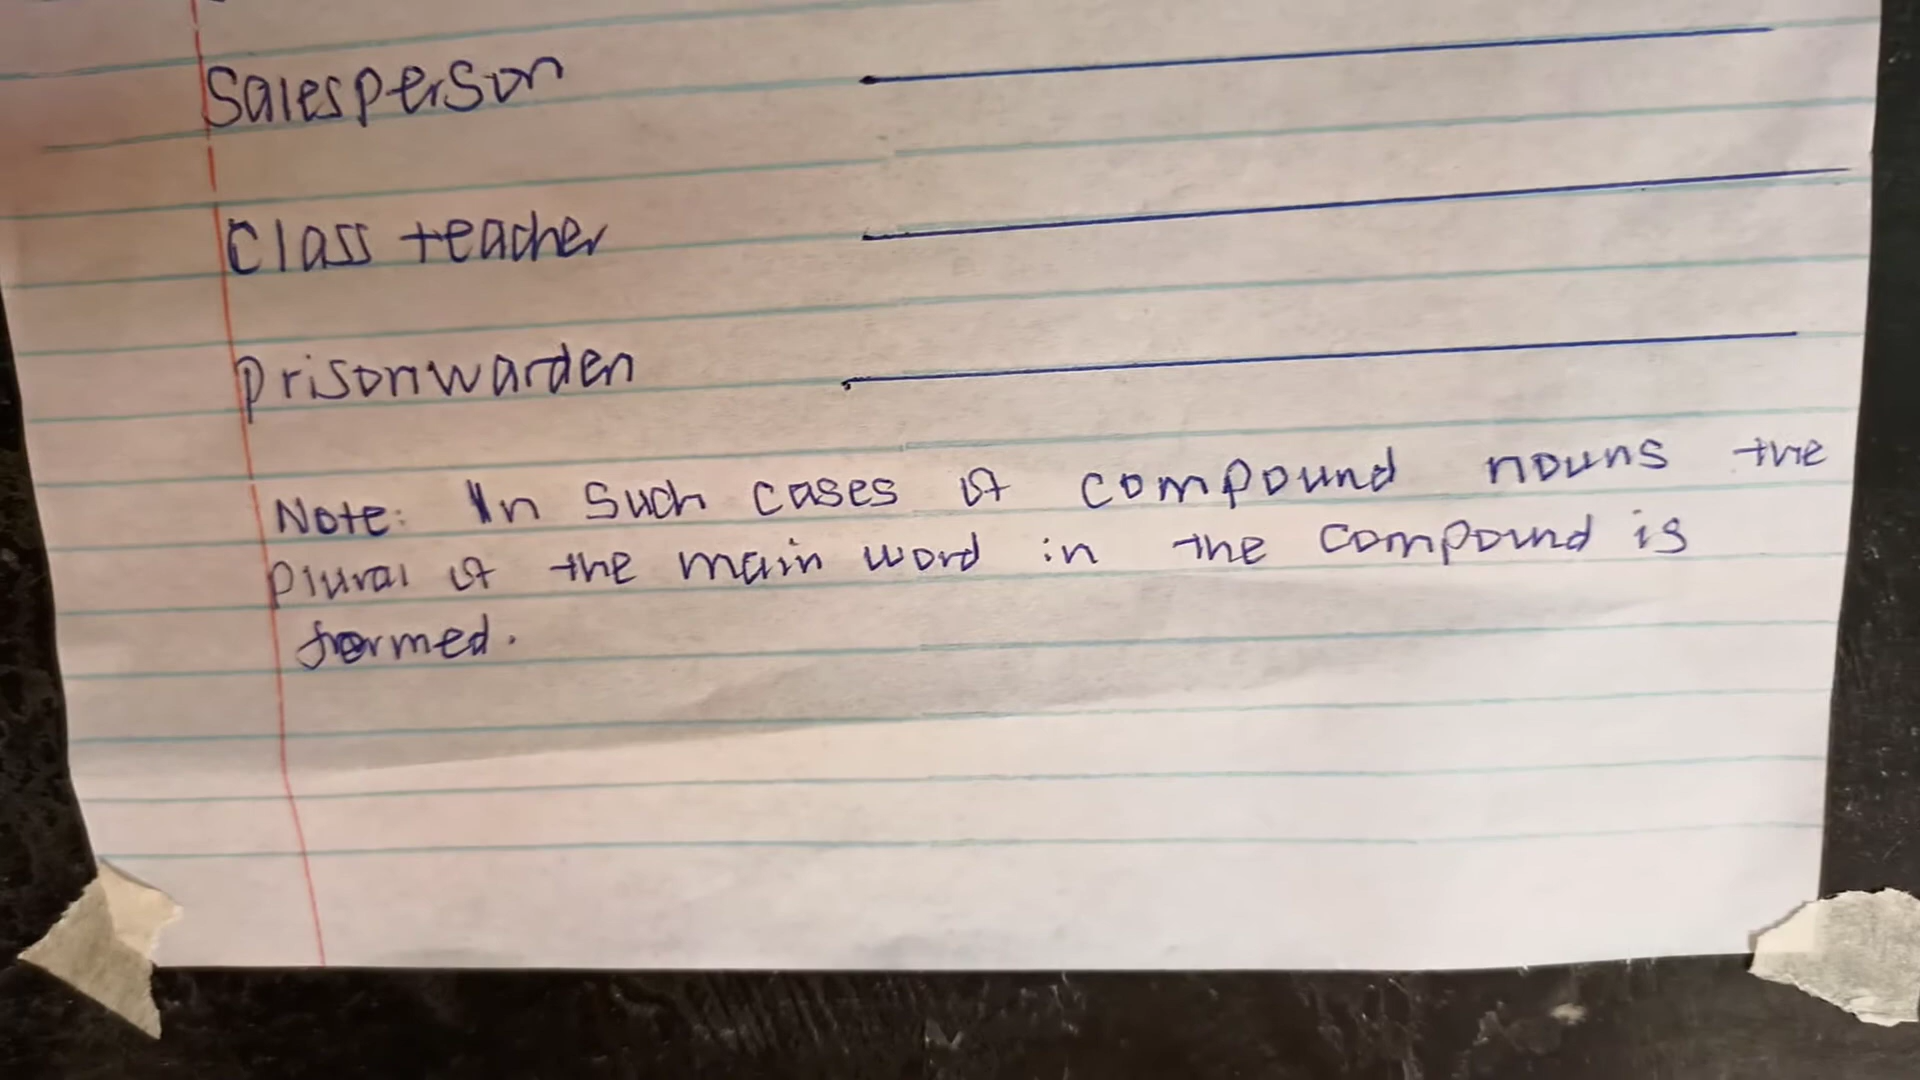 Salesperson
Class teacher
prisonwarden
Note: In such cases of compound nouns the
plural of the main word in the compound is
formed.